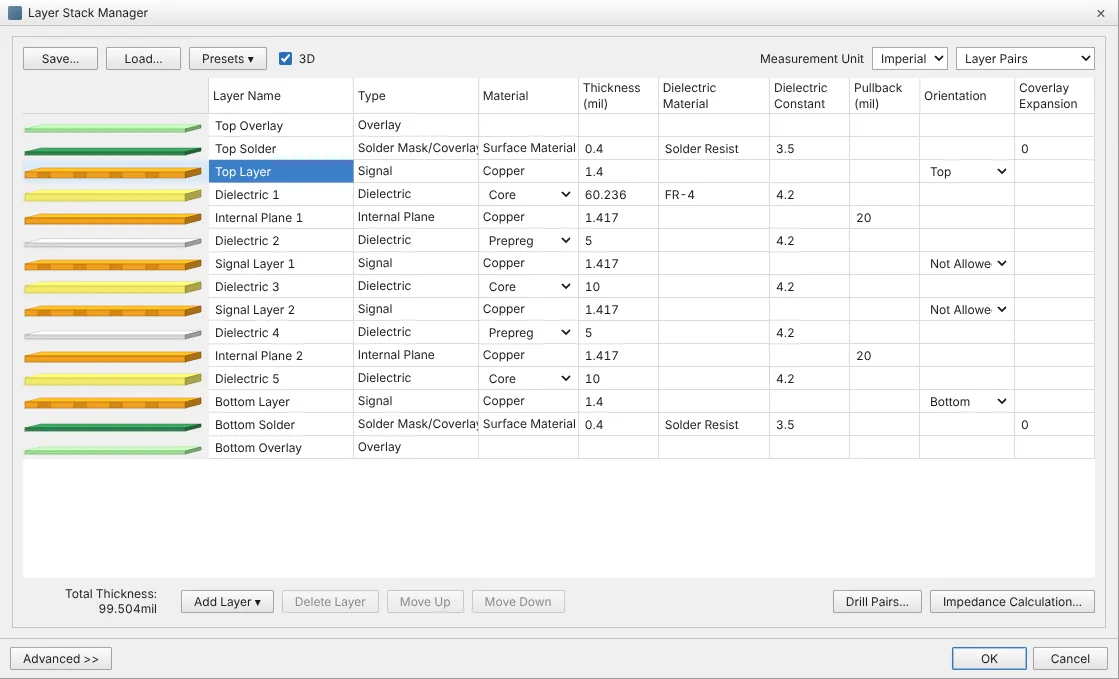 Layer Stack Manager ×
Save... Load... Presets ▾ 3D Measurement Unit Imperial Layer Pairs
Layer Name Type Material Thickness (mil) Dielectric Material Dielectric Constant Pullback (mil) Orientation Coverlay Expansion
Top Overlay Overlay
Top Solder Solder Mask/Coverlay Surface Material 0.4 Solder Resist 3.5 0
Top Layer Signal Copper 1.4 Top
Dielectric 1 Dielectric Core 60.236 FR-4 4.2
Internal Plane 1 Internal Plane Copper 1.417 20
Dielectric 2 Dielectric Prepreg 5 4.2
Signal Layer 1 Signal Copper 1.417 Not Allowe
Dielectric 3 Dielectric Core 10 4.2
Signal Layer 2 Signal Copper 1.417 Not Allowe
Dielectric 4 Dielectric Prepreg 5 4.2
Internal Plane 2 Internal Plane Copper 1.417 20
Dielectric 5 Dielectric Core 10 4.2
Bottom Layer Signal Copper 1.4 Bottom
Bottom Solder Solder Mask/Coverlay Surface Material 0.4 Solder Resist 3.5 0
Bottom Overlay Overlay
Total Thickness:
99.504mil
Add Layer ▾ Delete Layer Move Up Move Down Drill Pairs... Impedance Calculation...
Advanced >> OK Cancel